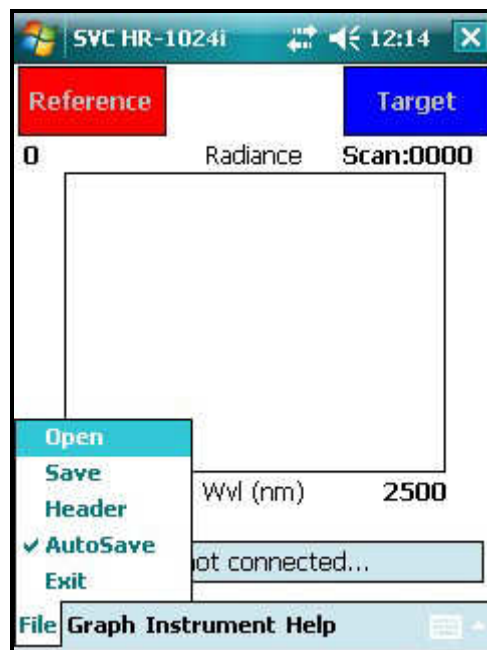 SVC HR-1024i 12:14
Reference Target
0 Radiance Scan:0000
Open
Save
Wvl (nm) 2500
Header
AutoSave
ot connected...
Exit
File Graph Instrument Help